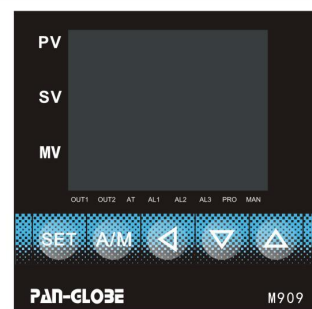 PV
SV
MV
OUT1 OUT2 AT AL1 AL2 AL3 PRO MAN
SET A/M
PAN-GLOBE M909